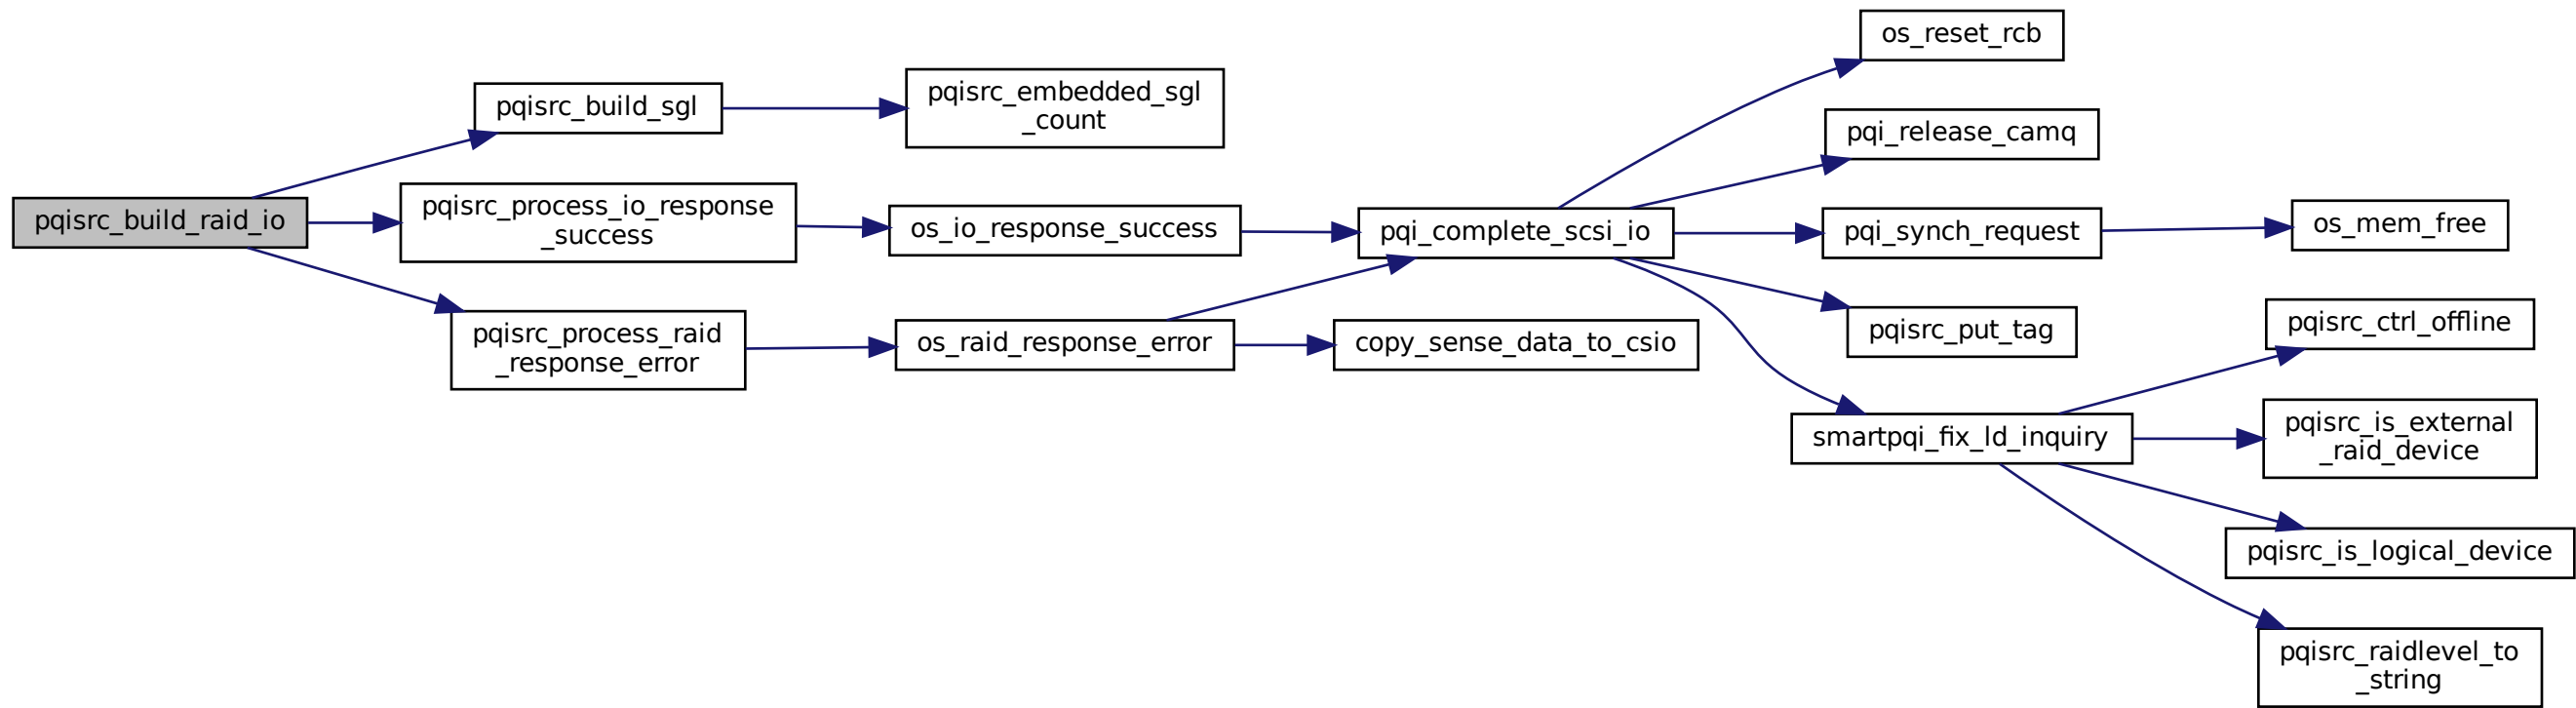 pqisrc_build_raid_io
pqisrc_build_sgl
pqisrc_embedded_sgl
_count
pqisrc_process_io_response
_success
os_io_response_success
pqisrc_process_raid
_response_error
os_raid_response_error
copy_sense_data_to_csio
pqi_complete_scsi_io
os_reset_rcb
pqi_release_camq
pqi_synch_request
os_mem_free
pqisrc_put_tag
smartpqi_fix_ld_inquiry
pqisrc_ctrl_offline
pqisrc_is_external
_raid_device
pqisrc_is_logical_device
pqisrc_raidlevel_to
_string